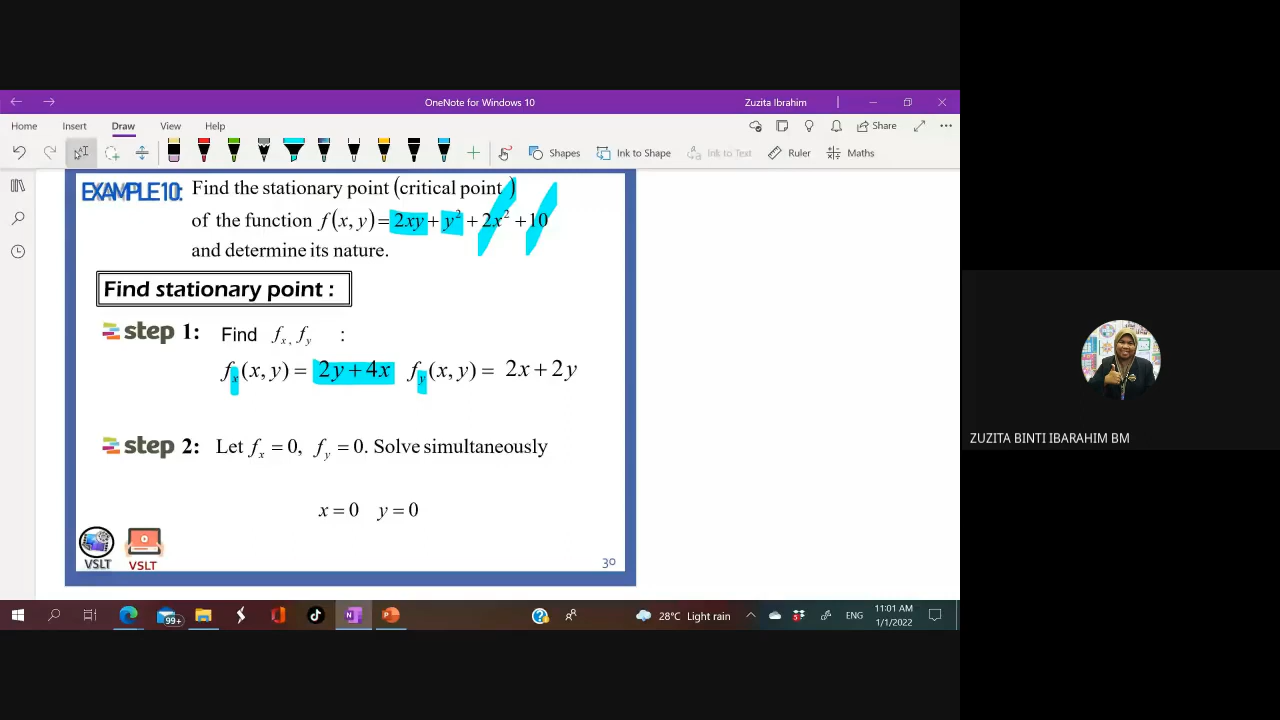 OneNote for Windows 10
Zuzita Ibrahim
Home Insert Draw View Help
Share
Shapes Ink to Shape Ink to Text Ruler Maths
EXAMPLE 10: Find the stationary point (critical point )
of the function f(x, y) = 2xy + y² + 2x² + 10
and determine its nature.
Find stationary point :
step 1: Find fₓ, f_y :
fₓ(x, y) = 2y + 4x f_y(x, y) = 2x + 2y
step 2: Let fₓ = 0, f_y = 0. Solve simultaneously
x = 0 y = 0
VSLT VSLT
30
ZUZITA BINTI IBARAHIM BM
99+
28°C Light rain
5
ENG
11:01 AM
1/1/2022